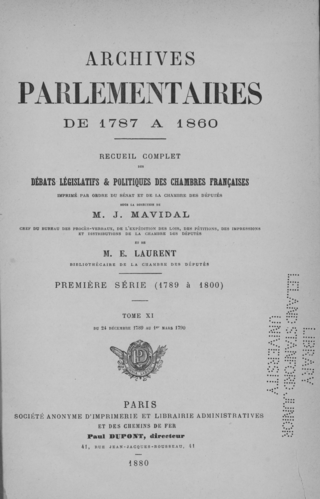 ARCHIVES
PARLEMENTAIRES
DE 1787 A 1860
RECUEIL COMPLET
DES
DÉBATS LÉGISLATIFS & POLITIQUES DES CHAMBRES FRANÇAISES
IMPRIMÉ PAR ORDRE DU SÉNAT ET DE LA CHAMBRE DES DÉPUTÉS
SOUS LA DIRECTION DE
M. J. MAVIDAL
CHEF DU BUREAU DES PROCÈS-VERBAUX, DE L'EXPÉDITION DES LOIS, DES PÉTITIONS, DES IMPRESSIONS
ET DISTRIBUTIONS DE LA CHAMBRE DES DÉPUTÉS
ET DE
M. E. LAURENT
BIBLIOTHÉCAIRE DE LA CHAMBRE DES DÉPUTÉS
PREMIÈRE SÉRIE (1789 à 1800)
TOME XI
DU 24 DÉCEMBRE 1789 AU 1er MARS 1790
PARIS
SOCIÉTÉ ANONYME D'IMPRIMERIE ET LIBRAIRIE ADMINISTRATIVES
ET DES CHEMINS DE FER
Paul DUPONT, directeur
41, RUE JEAN-JACQUES-ROUSSEAU, 41
1880
LIBRARY
LELAND STANFORD JUNIOR
UNIVERSITY